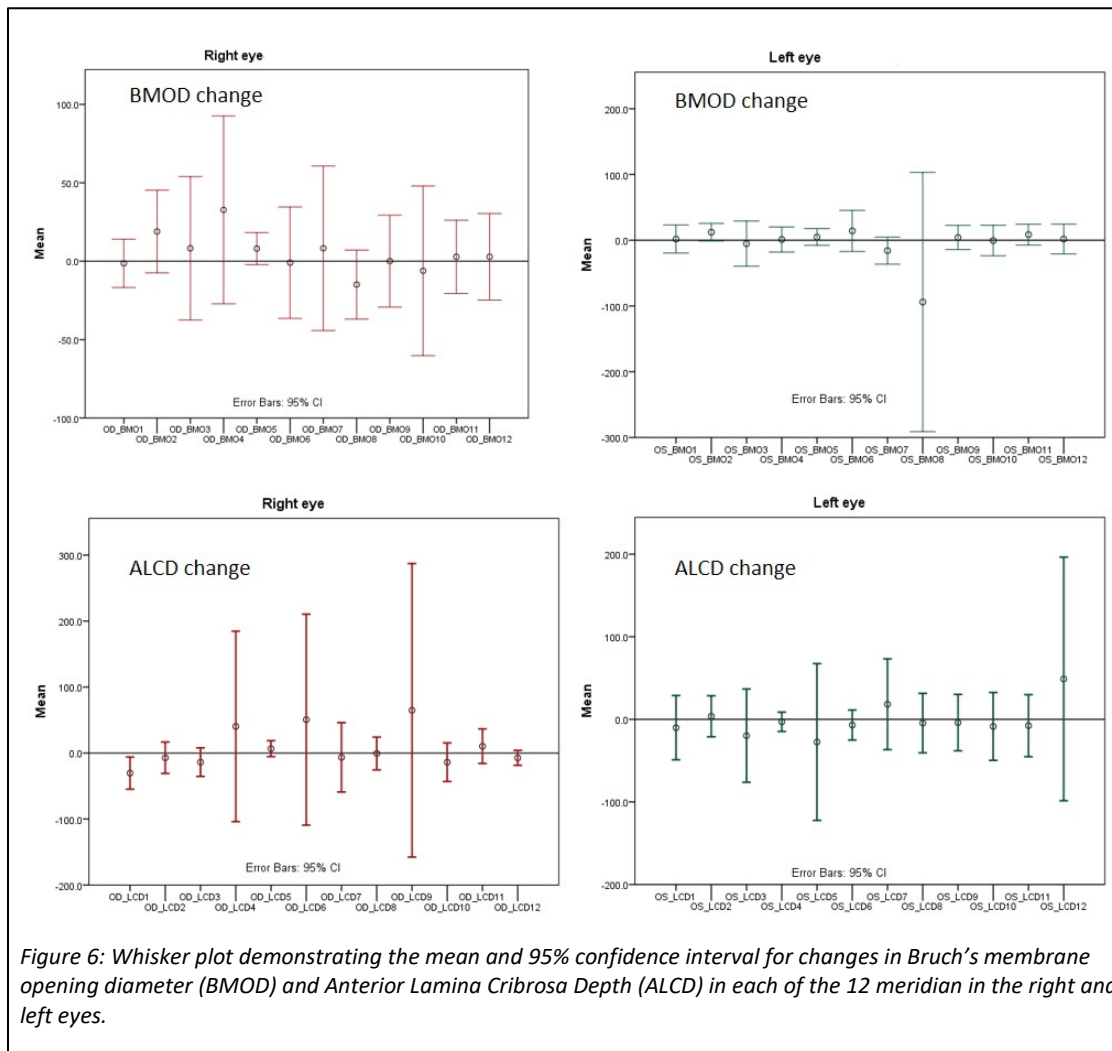 Right eye
BMOD change
100.0
50.0
0.0
-50.0
-100.0
Mean
Error Bars: 95% CI
OD_BMO1 OD_BMO3 OD_BMO5 OD_BMO7 OD_BMO9 OD_BMO11
OD_BMO2 OD_BMO4 OD_BMO6 OD_BMO8 OD_BMO10 OD_BMO12
Left eye
BMOD change
200.0
100.0
0.0
-100.0
-200.0
-300.0
Mean
Error Bars: 95% CI
OS_BMO1 OS_BMO3 OS_BMO5 OS_BMO7 OS_BMO9 OS_BMO11
OS_BMO2 OS_BMO4 OS_BMO6 OS_BMO8 OS_BMO10 OS_BMO12
Right eye
ALCD change
300.0
200.0
100.0
0.0
-100.0
-200.0
Mean
Error Bars: 95% CI
OD_LCD1 OD_LCD3 OD_LCD5 OD_LCD7 OD_LCD9 OD_LCD11
OD_LCD2 OD_LCD4 OD_LCD6 OD_LCD8 OD_LCD10 OD_LCD12
Left eye
ALCD change
200.0
100.0
0.0
-100.0
-200.0
Mean
Error Bars: 95% CI
OS_LCD1 OS_LCD3 OS_LCD5 OS_LCD7 OS_LCD9 OS_LCD11
OS_LCD2 OS_LCD4 OS_LCD6 OS_LCD8 OS_LCD10 OS_LCD12
Figure 6: Whisker plot demonstrating the mean and 95% confidence interval for changes in Bruch’s membrane
opening diameter (BMOD) and Anterior Lamina Cribrosa Depth (ALCD) in each of the 12 meridian in the right and
left eyes.